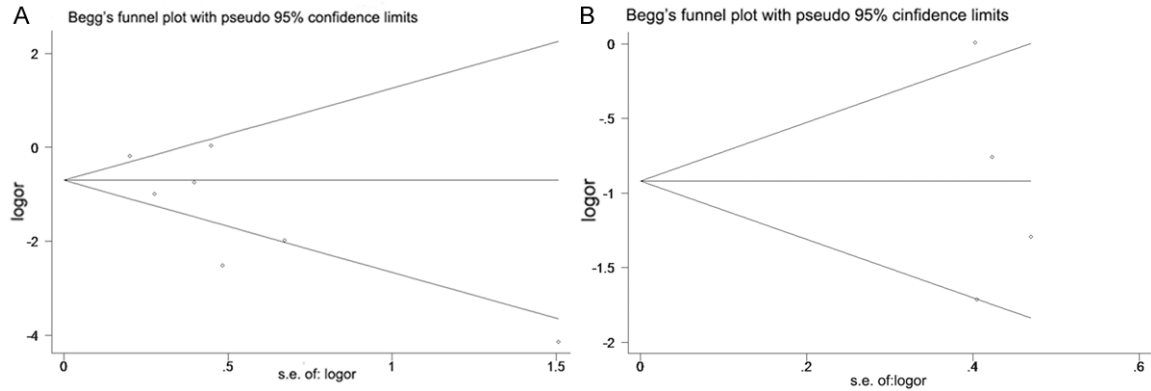 A
Begg's funnel plot with pseudo 95% confidence limits
2
0
-2
-4
logor
0 .5 1 1.5
s.e. of: logor
B
Begg's funnel plot with pseudo 95% cinfidence limits
0
-.5
-1
-1.5
-2
logor
0 .2 .4 .6
s.e. of:logor